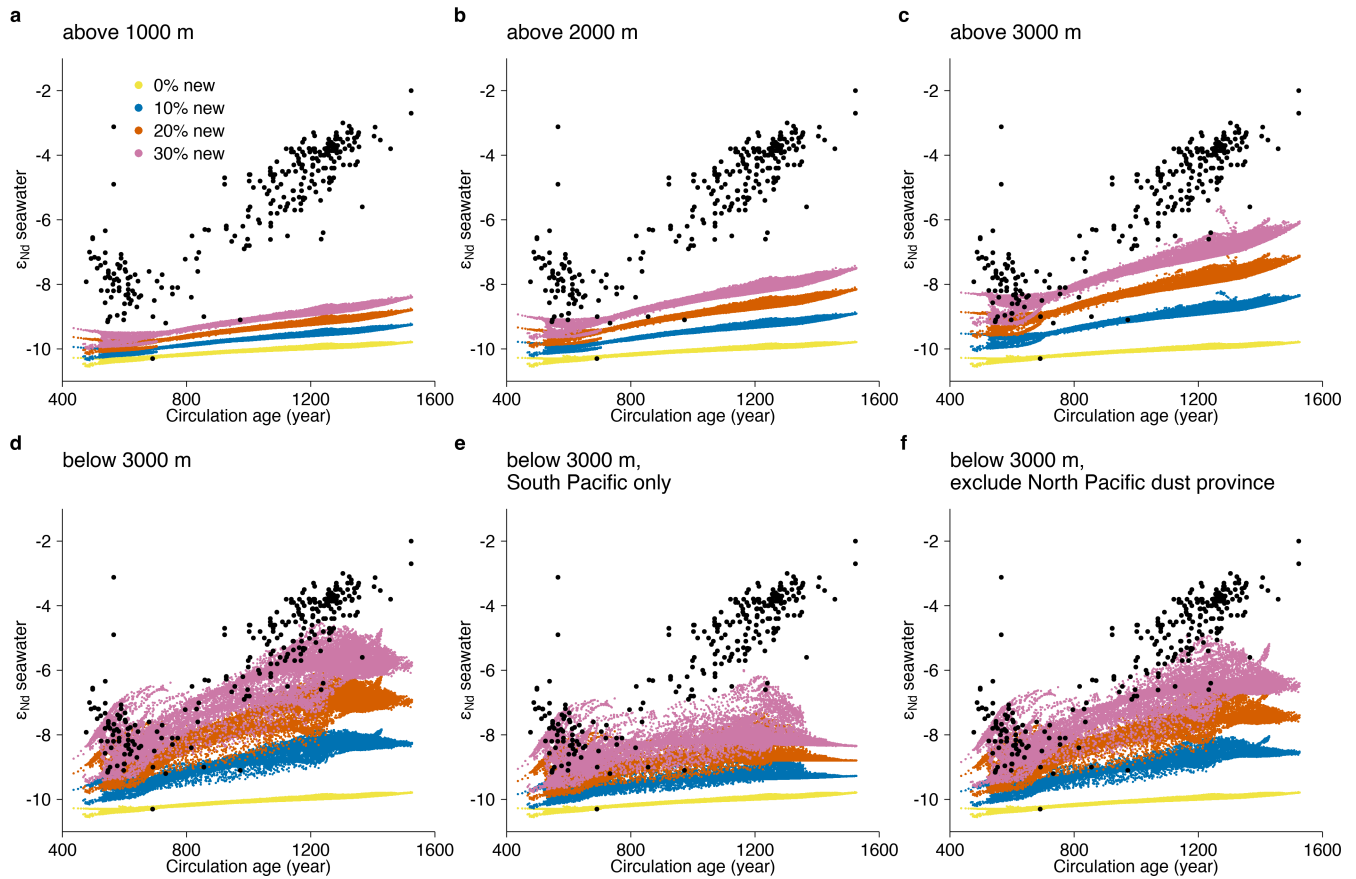 a
above 1000 m
0% new
10% new
20% new
30% new
-2
-4
-6
-8
-10
εNd seawater
400
800
1200
1600
Circulation age (year)
b
above 2000 m
-2
-4
-6
-8
-10
εNd seawater
400
800
1200
1600
Circulation age (year)
c
above 3000 m
-2
-4
-6
-8
-10
εNd seawater
400
800
1200
1600
Circulation age (year)
d
below 3000 m
-2
-4
-6
-8
-10
εNd seawater
400
800
1200
1600
Circulation age (year)
e
below 3000 m,
South Pacific only
-2
-4
-6
-8
-10
εNd seawater
400
800
1200
1600
Circulation age (year)
f
below 3000 m,
exclude North Pacific dust province
-2
-4
-6
-8
-10
εNd seawater
400
800
1200
1600
Circulation age (year)